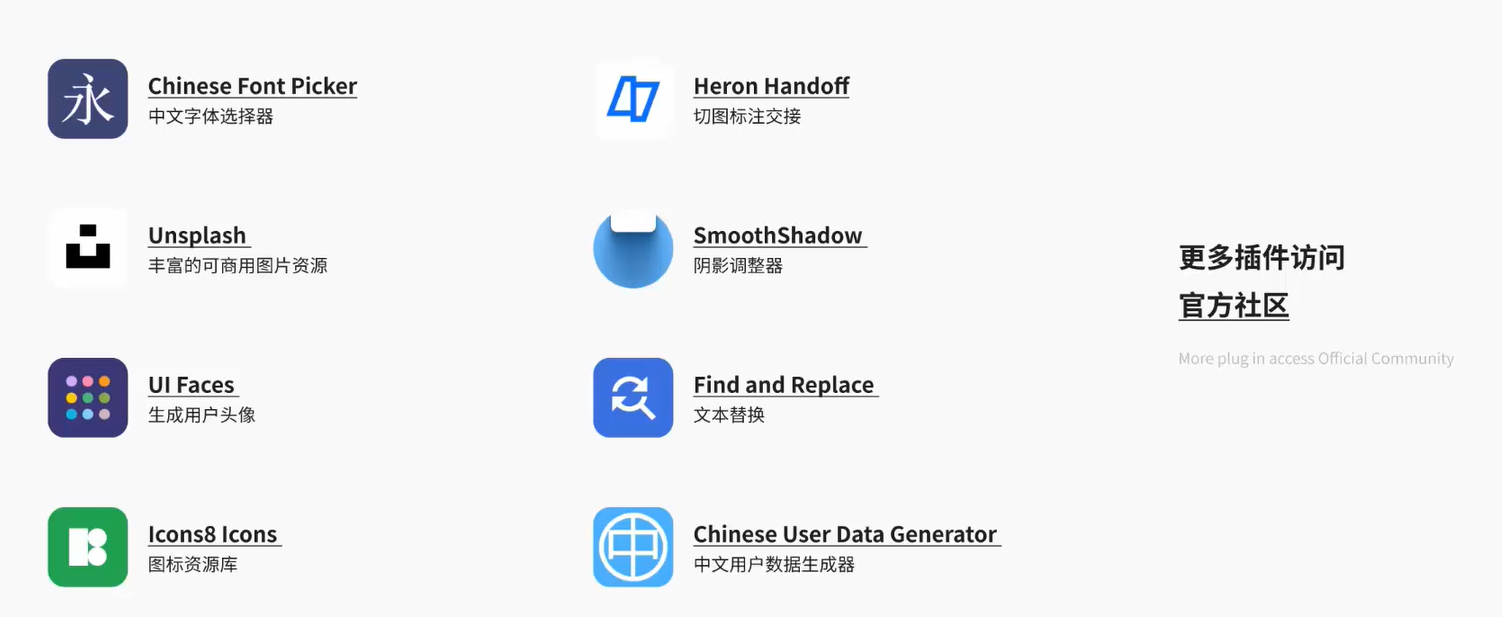 永
Chinese Font Picker
中文字体选择器
Heron Handoff
切图标注交接
Unsplash
丰富的可商用图片资源
SmoothShadow
阴影调整器
更多插件访问
官方社区
More plug in access Official Community
UI Faces
生成用户头像
Find and Replace
文本替换
Icons8 Icons
图标资源库
中
Chinese User Data Generator
中文用户数据生成器